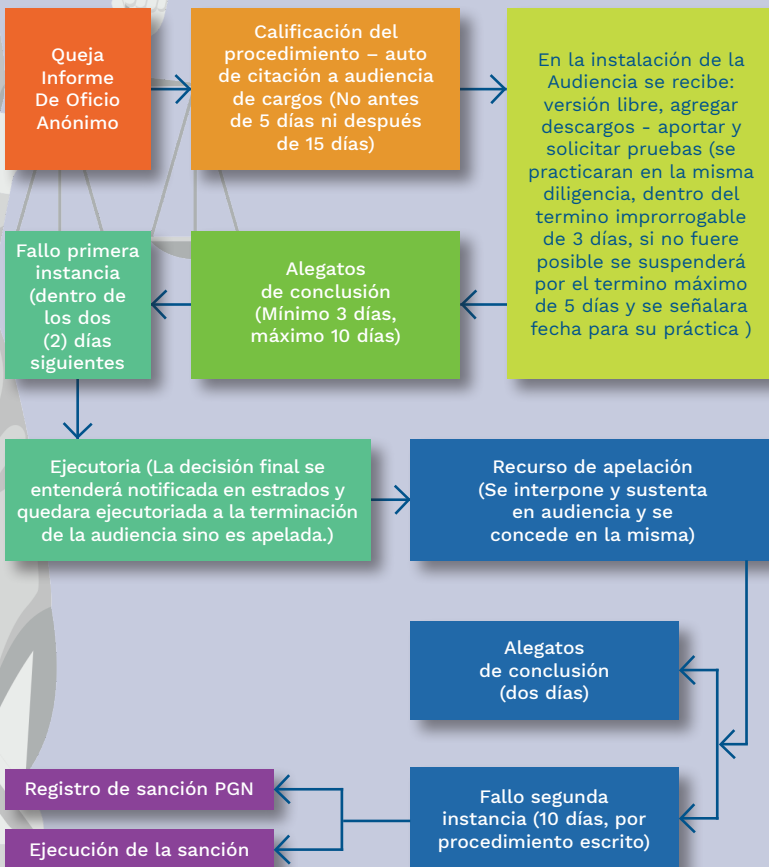 Queja
Informe
De Oficio
Anónimo
Calificación del
procedimiento – auto
de citación a audiencia
de cargos (No antes
de 5 días ni después
de 15 días)
En la instalación de la
Audiencia se recibe:
versión libre, agregar
descargos - aportar y
solicitar pruebas (se
practicaran en la misma
diligencia, dentro del
termino improrrogable
de 3 días, si no fuere
posible se suspenderá
por el termino máximo
de 5 días y se señalara
fecha para su práctica )
Alegatos
de conclusión
(Mínimo 3 días,
máximo 10 días)
Fallo primera
instancia
(dentro de
los dos
(2) días
siguientes
Ejecutoria (La decisión final se
entenderá notificada en estrados y
quedara ejecutoriada a la terminación
de la audiencia sino es apelada.)
Recurso de apelación
(Se interpone y sustenta
en audiencia y se
concede en la misma)
Alegatos
de conclusión
(dos días)
Fallo segunda
instancia (10 días, por
procedimiento escrito)
Registro de sanción PGN
Ejecución de la sanción